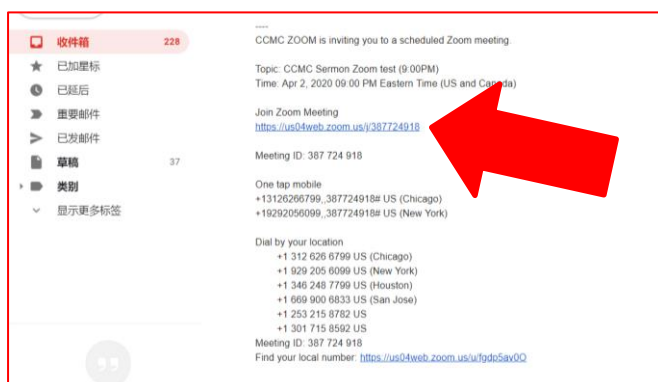 收件箱 228
已加星标
已延后
重要邮件
已发邮件
草稿 37
类别
显示更多标签
----
CCMC ZOOM is inviting you to a scheduled Zoom meeting.
Topic: CCMC Sermon Zoom test (9:00PM)
Time: Apr 2, 2020 09:00 PM Eastern Time (US and Canada)
Join Zoom Meeting
https://us04web.zoom.us/j/387724918
Meeting ID: 387 724 918
One tap mobile
+13126266799,,387724918# US (Chicago)
+19292056099,,387724918# US (New York)
Dial by your location
+1 312 626 6799 US (Chicago)
+1 929 205 6099 US (New York)
+1 346 248 7799 US (Houston)
+1 669 900 6833 US (San Jose)
+1 253 215 8782 US
+1 301 715 8592 US
Meeting ID: 387 724 918
Find your local number: https://us04web.zoom.us/u/fgdp5av0O